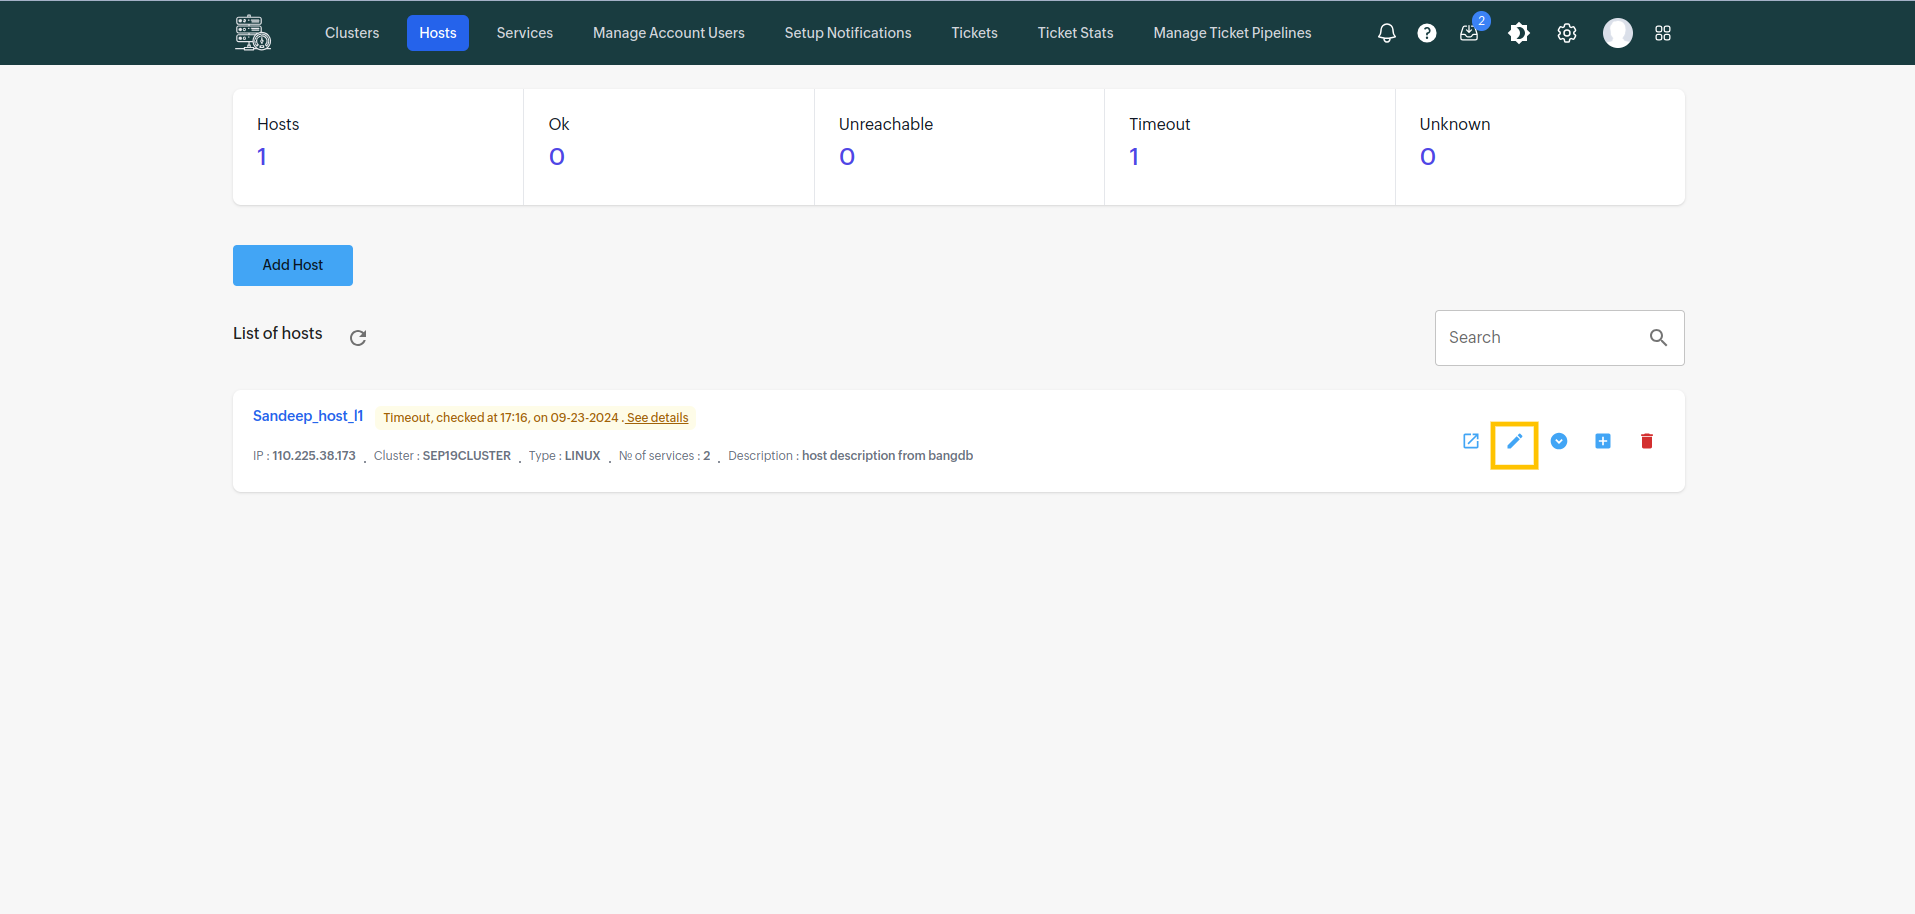 Clusters Hosts Services Manage Account Users Setup Notifications Tickets Ticket Stats Manage Ticket Pipelines ? 2
Hosts Ok Unreachable Timeout Unknown
1 0 0 1 0
Add Host
List of hosts
Search
Sandeep_host_l1 Timeout, checked at 17:16, on 09-23-2024 . See details
IP : 110.225.38.173 . Cluster : SEP19CLUSTER . Type : LINUX . № of services : 2 . Description : host description from bangdb